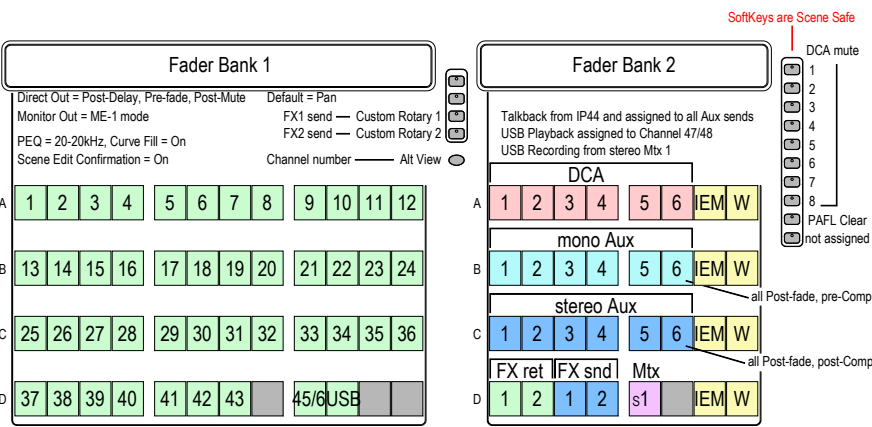 SoftKeys are Scene Safe
Fader Bank 1
Direct Out = Post-Delay, Pre-fade, Post-Mute
Default = Pan
Monitor Out = ME-1 mode
FX1 send — Custom Rotary 1
FX2 send — Custom Rotary 2
PEQ = 20-20kHz, Curve Fill = On
Scene Edit Confirmation = On
Channel number — Alt View
A 1 2 3 4 5 6 7 8 9 10 11 12
B 13 14 15 16 17 18 19 20 21 22 23 24
C 25 26 27 28 29 30 31 32 33 34 35 36
D 37 38 39 40 41 42 43 45/6 USB
Fader Bank 2
Talkback from IP44 and assigned to all Aux sends
USB Playback assigned to Channel 47/48
USB Recording from stereo Mtx 1
DCA
A 1 2 3 4 5 6 IEM W
mono Aux
B 1 2 3 4 5 6 IEM W
all Post-fade, pre-Comp
stereo Aux
C 1 2 3 4 5 6 IEM W
all Post-fade, post-Comp
FX ret FX snd Mtx
D 1 2 1 2 s1 IEM W
DCA mute
1
2
3
4
5
6
7
8
PAFL Clear
not assigned